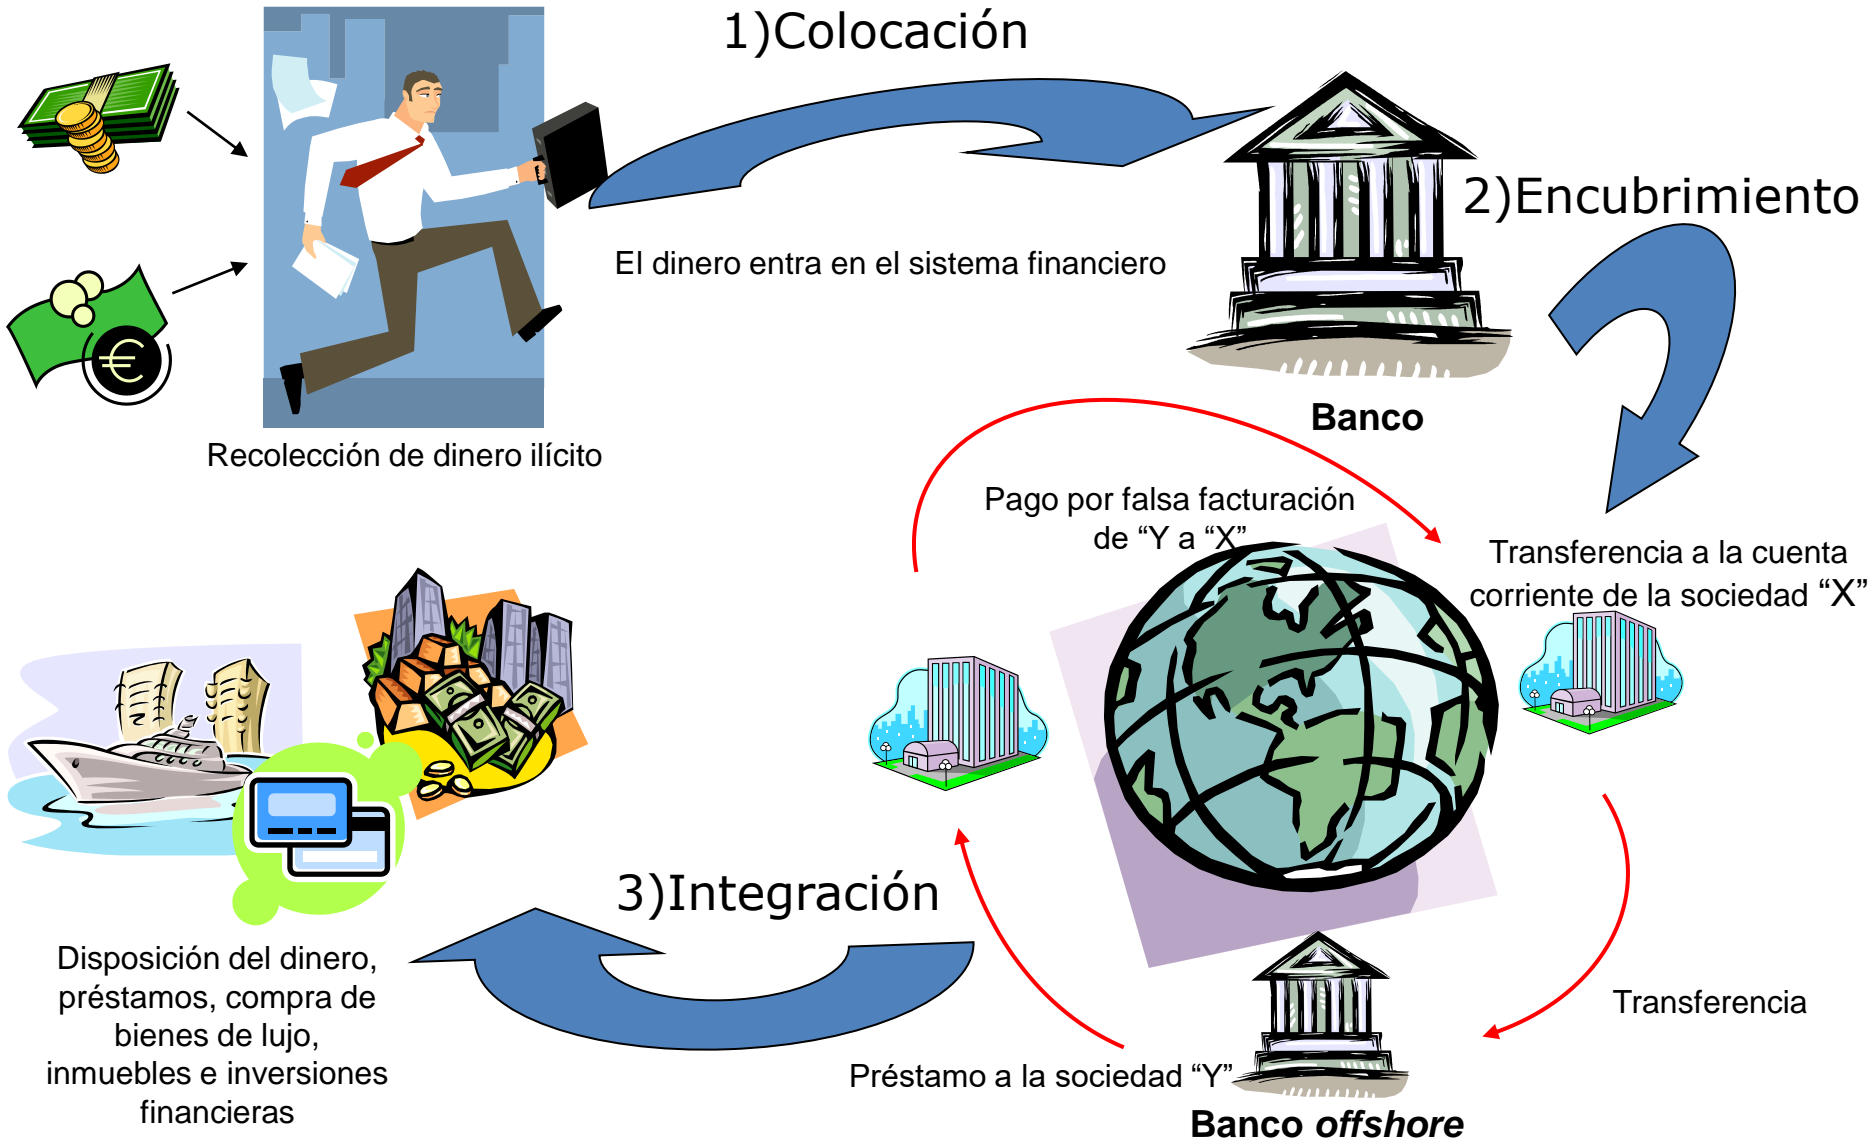 1)Colocación
2)Encubrimiento
El dinero entra en el sistema financiero
Banco
Recolección de dinero ilícito
Pago por falsa facturación
de “Y a “X”
Transferencia a la cuenta
corriente de la sociedad “X”
3)Integración
Disposición del dinero,
préstamos, compra de
bienes de lujo,
inmuebles e inversiones
financieras
Transferencia
Préstamo a la sociedad “Y”
Banco offshore